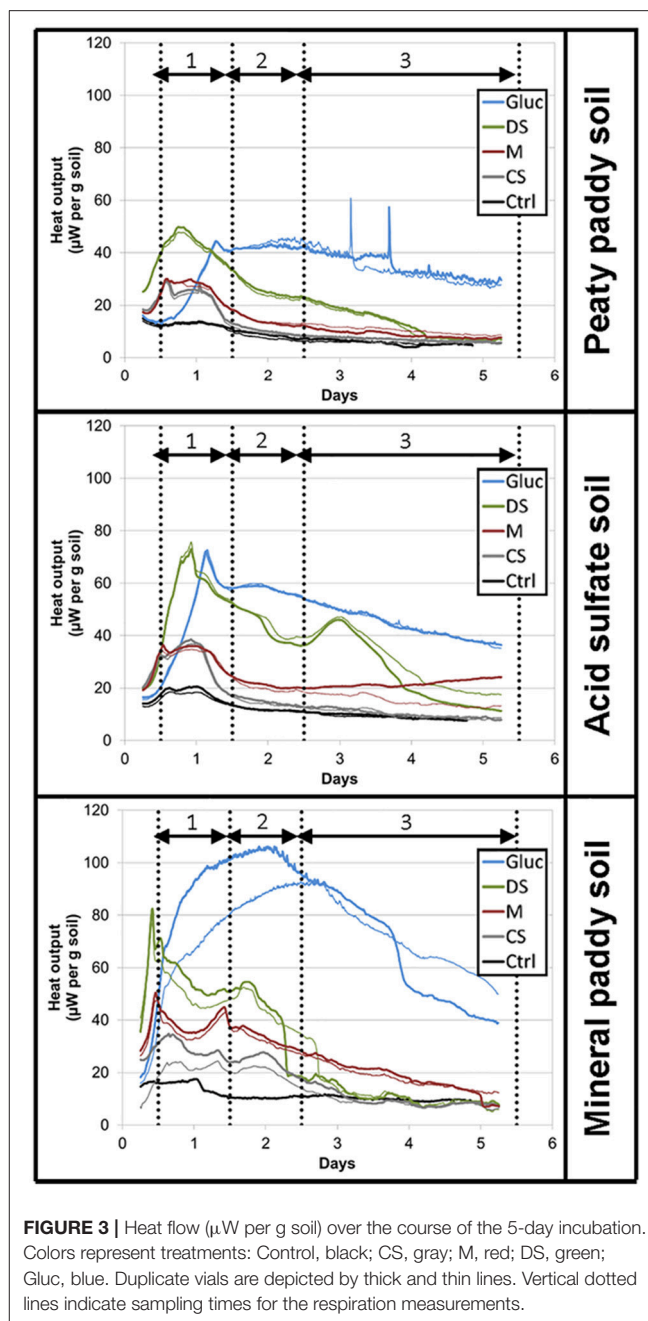 120
100
80
60
40
20
0
Heat output
(µW per g soil)
1
2
3
Gluc
DS
M
CS
Ctrl
0 1 2 3 4 5 6
Days
Peaty paddy soil
120
100
80
60
40
20
0
Heat output
(µW per g soil)
1
2
3
Gluc
DS
M
CS
Ctrl
0 1 2 3 4 5 6
Days
Acid sulfate soil
120
100
80
60
40
20
0
Heat output
(µW per g soil)
1
2
3
Gluc
DS
M
CS
Ctrl
0 1 2 3 4 5 6
Days
Mineral paddy soil
FIGURE 3 | Heat flow (µW per g soil) over the course of the 5-day incubation.
Colors represent treatments: Control, black; CS, gray; M, red; DS, green;
Gluc, blue. Duplicate vials are depicted by thick and thin lines. Vertical dotted
lines indicate sampling times for the respiration measurements.